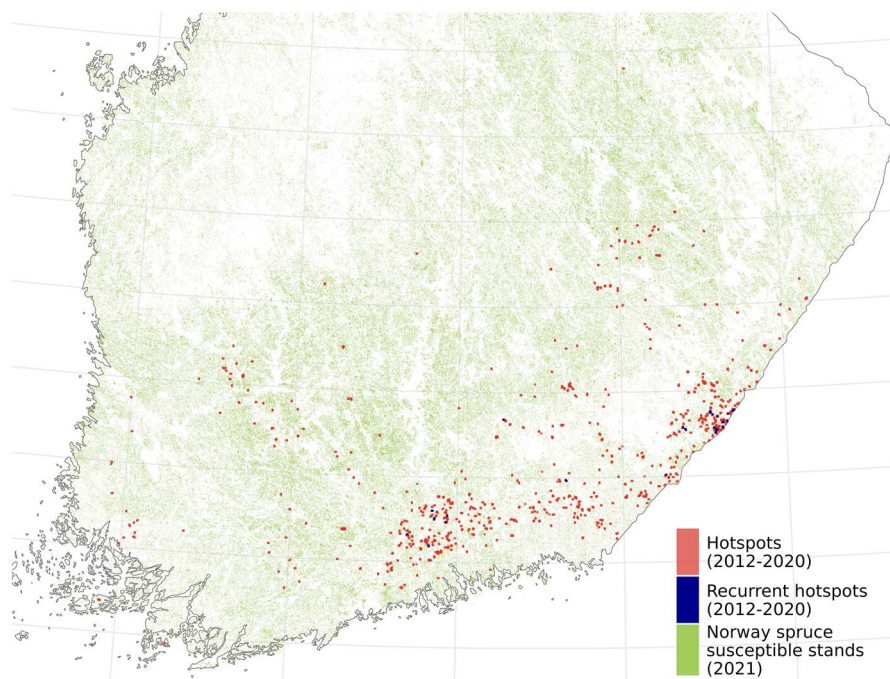 Hotspots
(2012-2020)
Recurrent hotspots
(2012-2020)
Norway spruce
susceptible stands
(2021)